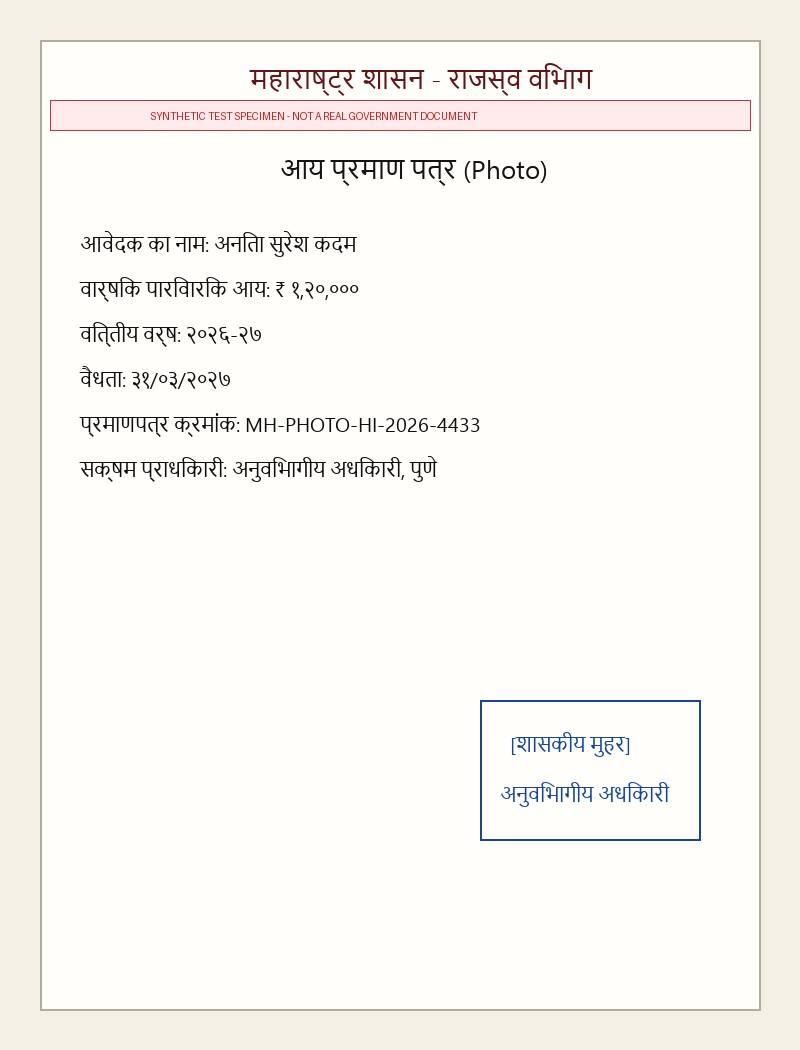 महाराष्ट्र शासन - राजस्व विभाग
SYNTHETIC TEST SPECIMEN - NOT A REAL GOVERNMENT DOCUMENT
आय प्रमाण पत्र (Photo)
आवेदक का नाम: अनिता सुरेश कदम
वार्षिक पारिवारिक आय: ₹ १,२०,०००
वित्तीय वर्ष: २०२६-२७
वैधता: ३१/०३/२०२७
प्रमाणपत्र क्रमांक: MH-PHOTO-HI-2026-4433
सक्षम प्राधिकारी: अनुविभागीय अधिकारी, पुणे
[शासकीय मुहर]
अनुविभागीय अधिकारी